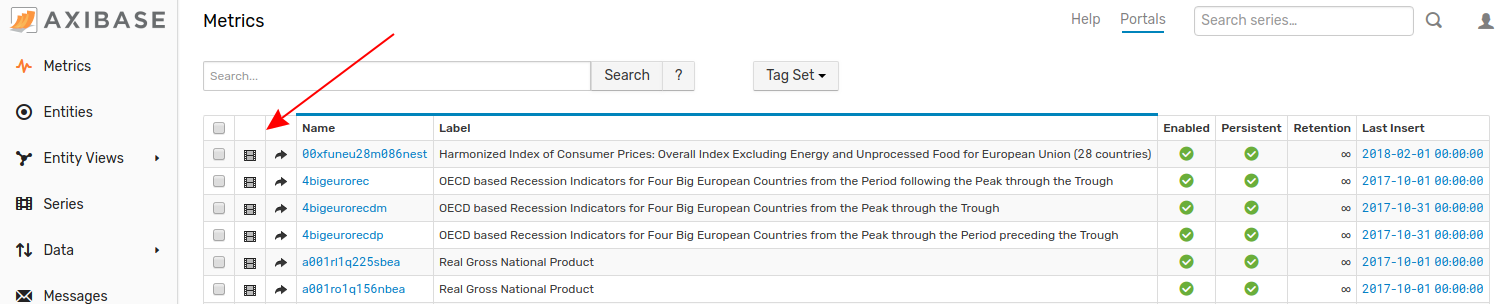 AXIBASE
Metrics
Help Portals Search series...
Metrics
Entities
Entity Views
Series
Data
Messages
Search... Search ? Tag Set
Name Label Enabled Persistent Retention Last Insert
00xfuneu28m086nest Harmonized Index of Consumer Prices: Overall Index Excluding Energy and Unprocessed Food for European Union (28 countries) ∞ 2018-02-01 00:00:00
4bigeurorec OECD based Recession Indicators for Four Big European Countries from the Period following the Peak through the Trough ∞ 2017-10-01 00:00:00
4bigeurorecdm OECD based Recession Indicators for Four Big European Countries from the Peak through the Trough ∞ 2017-10-31 00:00:00
4bigeurorecdp OECD based Recession Indicators for Four Big European Countries from the Peak through the Period preceding the Trough ∞ 2017-10-31 00:00:00
a001rl1q225sbea Real Gross National Product ∞ 2017-10-01 00:00:00
a001ro1q156nbea Real Gross National Product ∞ 2017-10-01 00:00:00